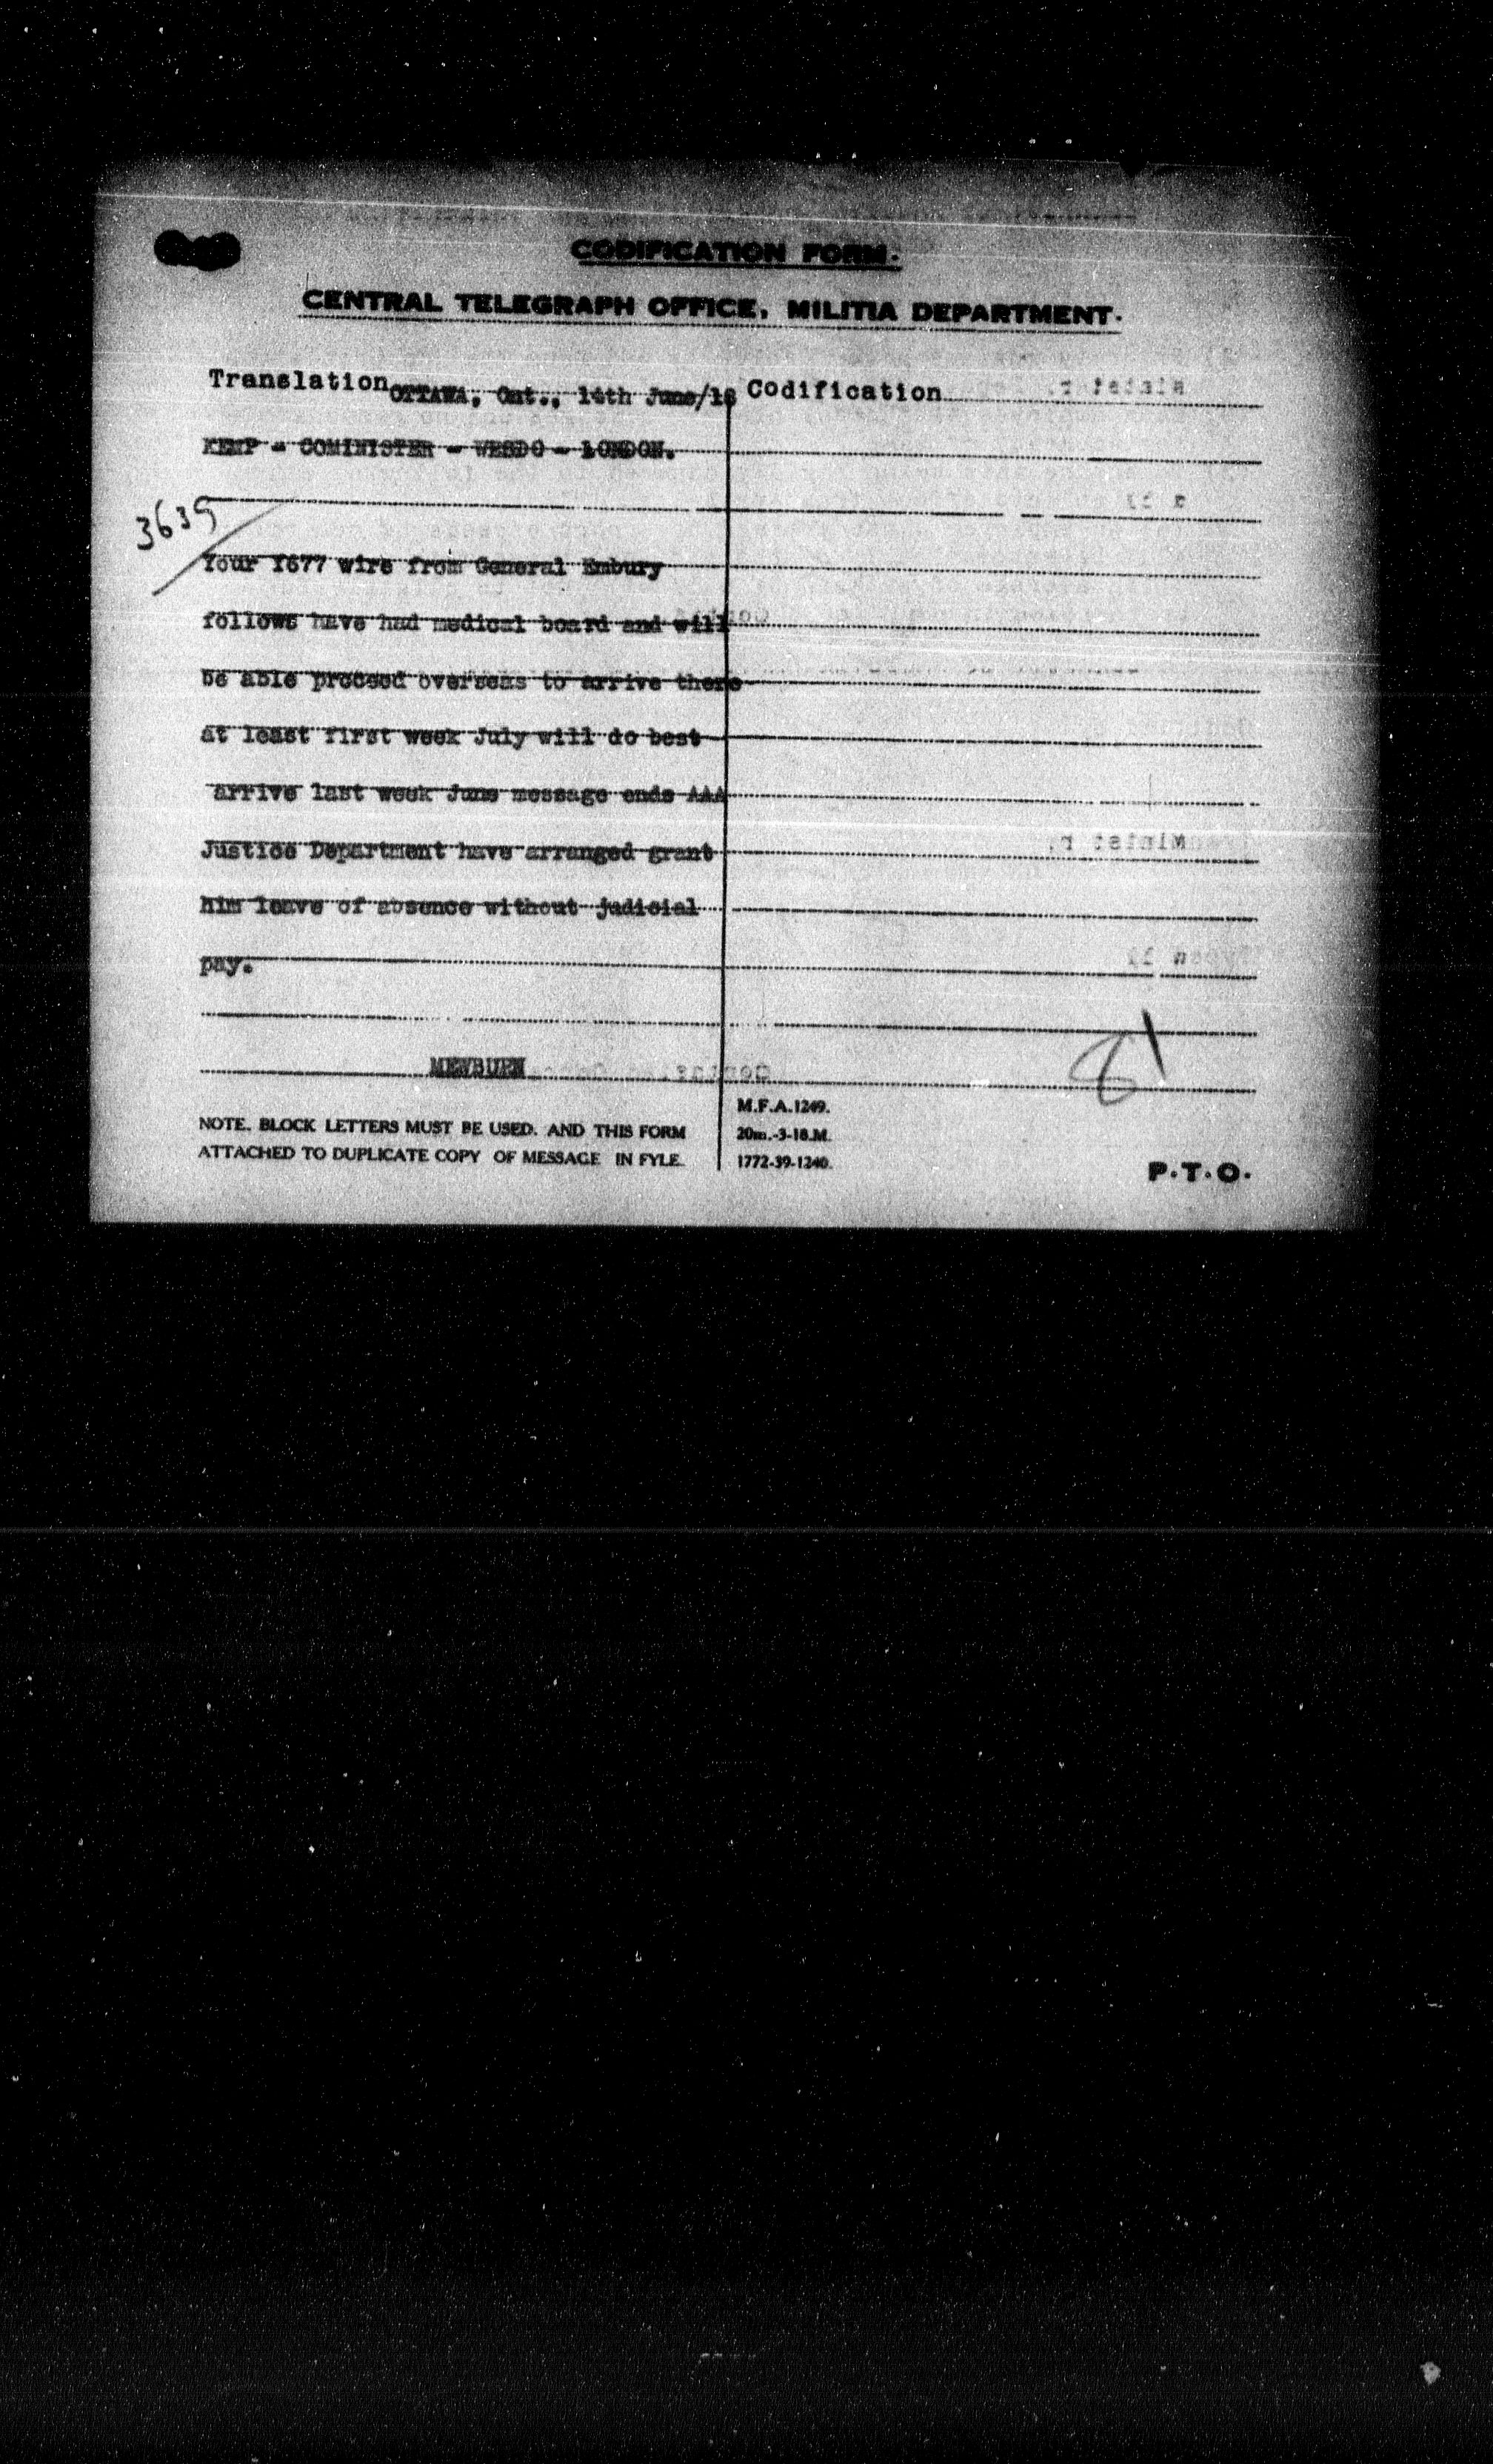 CODIFICATION FORM.
CENTRAL TELEGRAPH OFFICE, MILITIA DEPARTMENT.
Translation OTTAWA, Ont., 14th June/18 Codification
KEMP - COMINISTER - WESDO - LONDON.
3639
Your 1677 wire from General Embury
follows have had medical board and will
be able proceed overseas to arrive there
at least first week July will do best
arrive last week June message ends AAA
Justice Department have arranged grant
him leave of absence without judicial
pay.
MEWBURN
NOTE. BLOCK LETTERS MUST BE USED. AND THIS FORM
ATTACHED TO DUPLICATE COPY OF MESSAGE IN FYLE.
M.F.A.1249.
20m.-3-18.M.
1772-39-1240.
P.T.O.